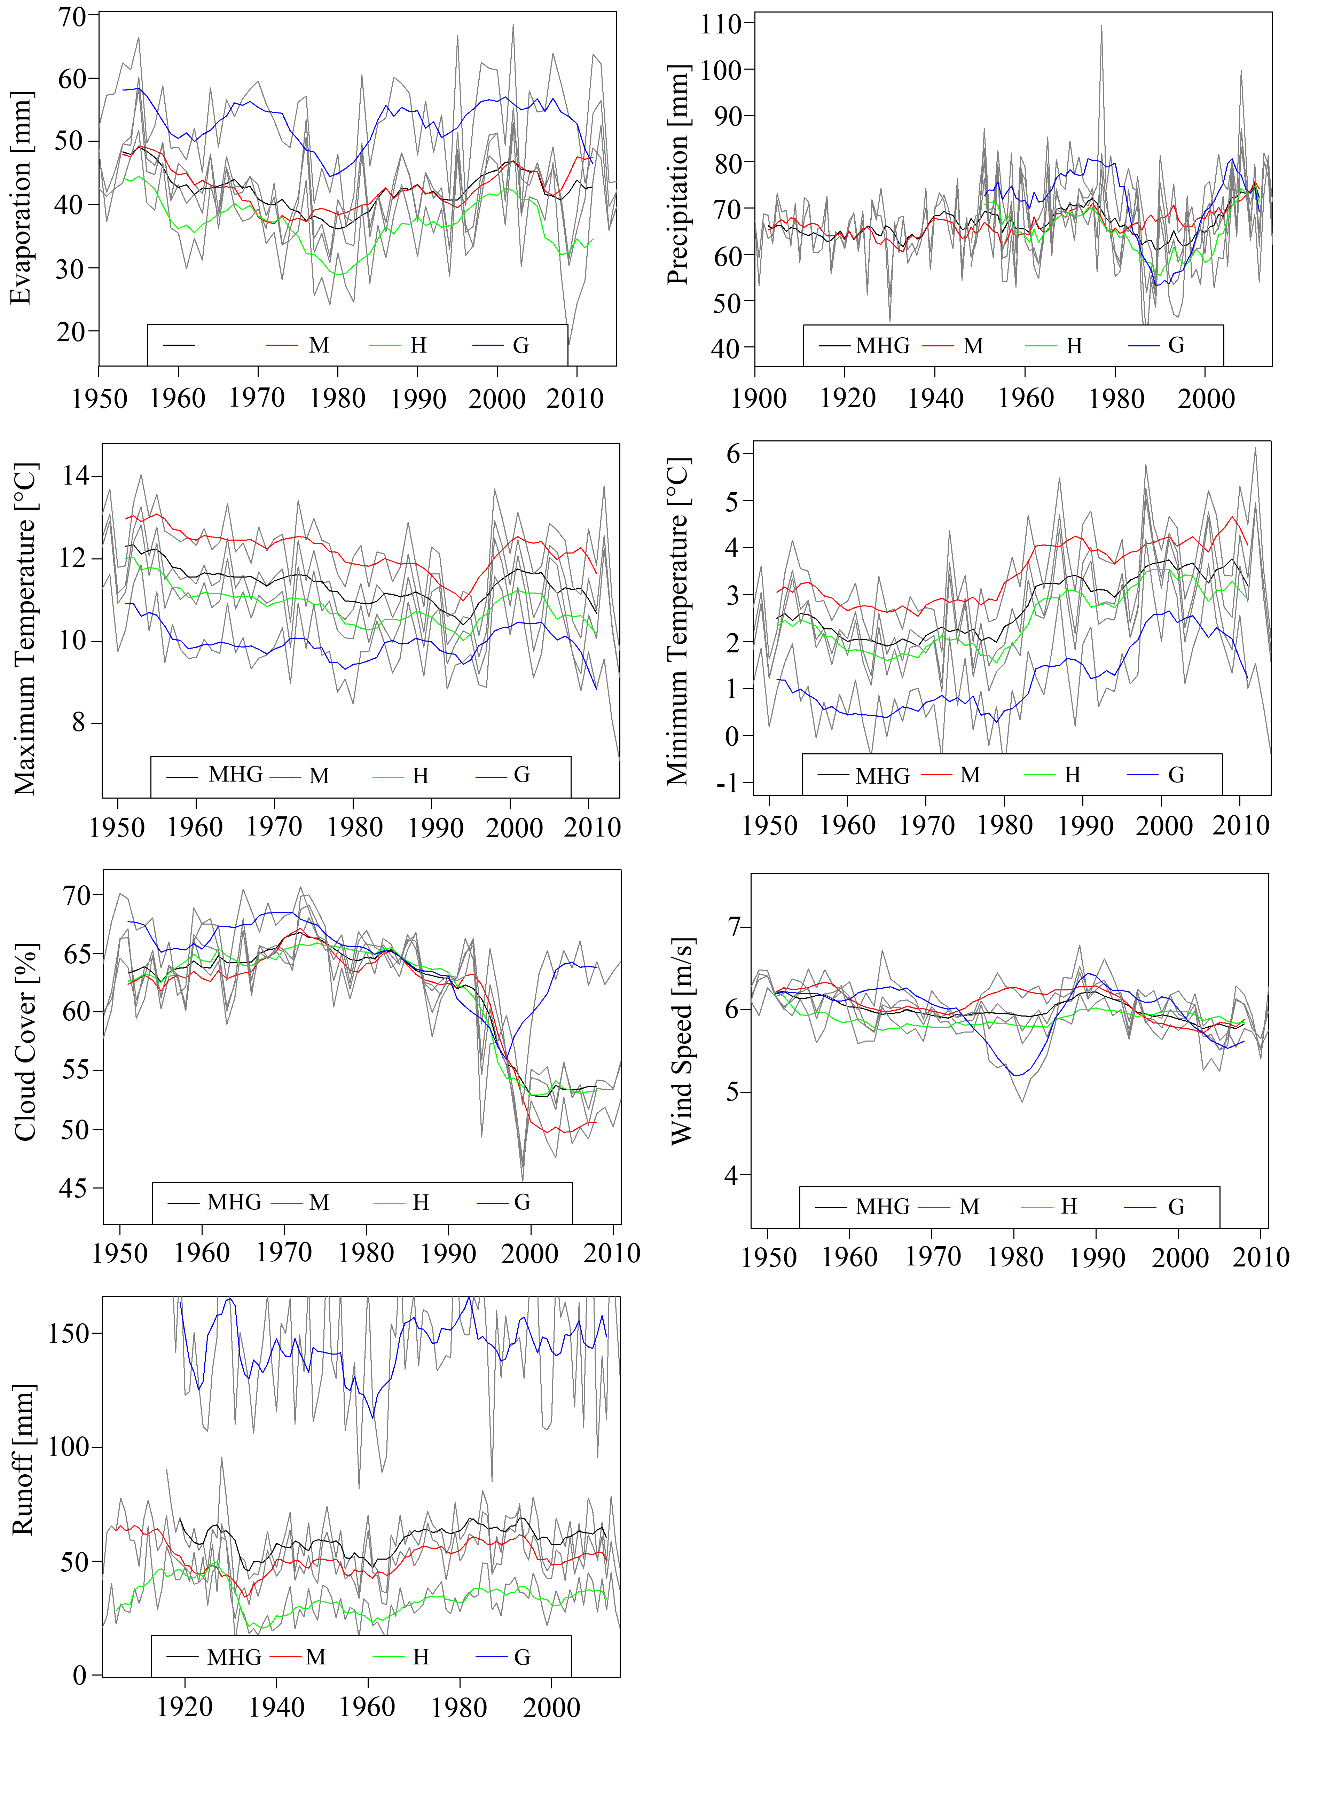 Evaporation [mm]
70
60
50
40
30
20
M H G
1950 1960 1970 1980 1990 2000 2010
Precipitation [mm]
110
100
90
80
70
60
50
40
MHG M H G
1900 1920 1940 1960 1980 2000
Maximum Temperature [°C]
14
12
10
8
MHG M H G
1950 1960 1970 1980 1990 2000 2010
Minimum Temperature [°C]
6
5
4
3
2
1
0
-1
MHG M H G
1950 1960 1970 1980 1990 2000 2010
Cloud Cover [%]
70
65
60
55
50
45
MHG M H G
1950 1960 1970 1980 1990 2000 2010
Wind Speed [m/s]
7
6
5
4
MHG M H G
1950 1960 1970 1980 1990 2000 2010
Runoff [mm]
150
100
50
0
MHG M H G
1920 1940 1960 1980 2000